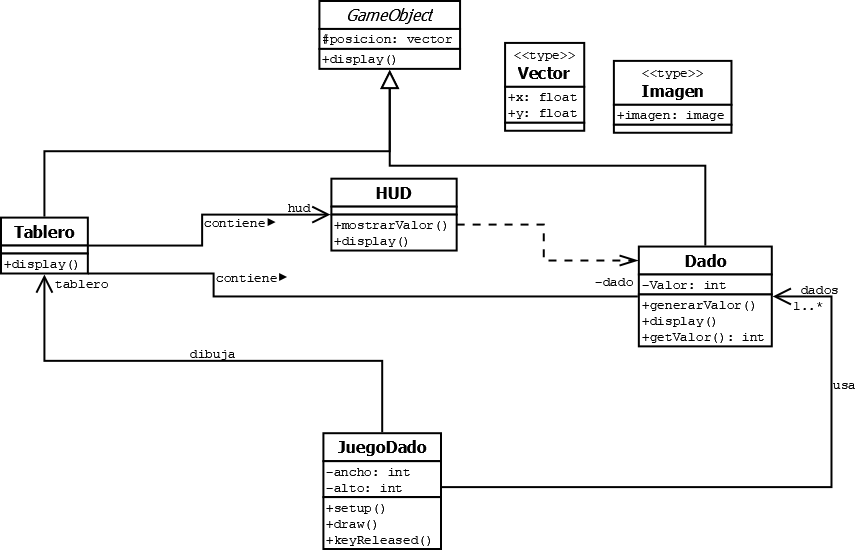 GameObject
#posicion: vector
+display()
<<type>>
Vector
+x: float
+y: float
<<type>>
Imagen
+imagen: image
HUD
+mostrarValor()
+display()
hud
contiene
Tablero
+display()
tablero
contiene
-dado
Dado
-Valor: int
+generarValor()
+display()
+getValor(): int
dados
1..*
dibuja
usa
JuegoDado
-ancho: int
-alto: int
+setup()
+draw()
+keyReleased()